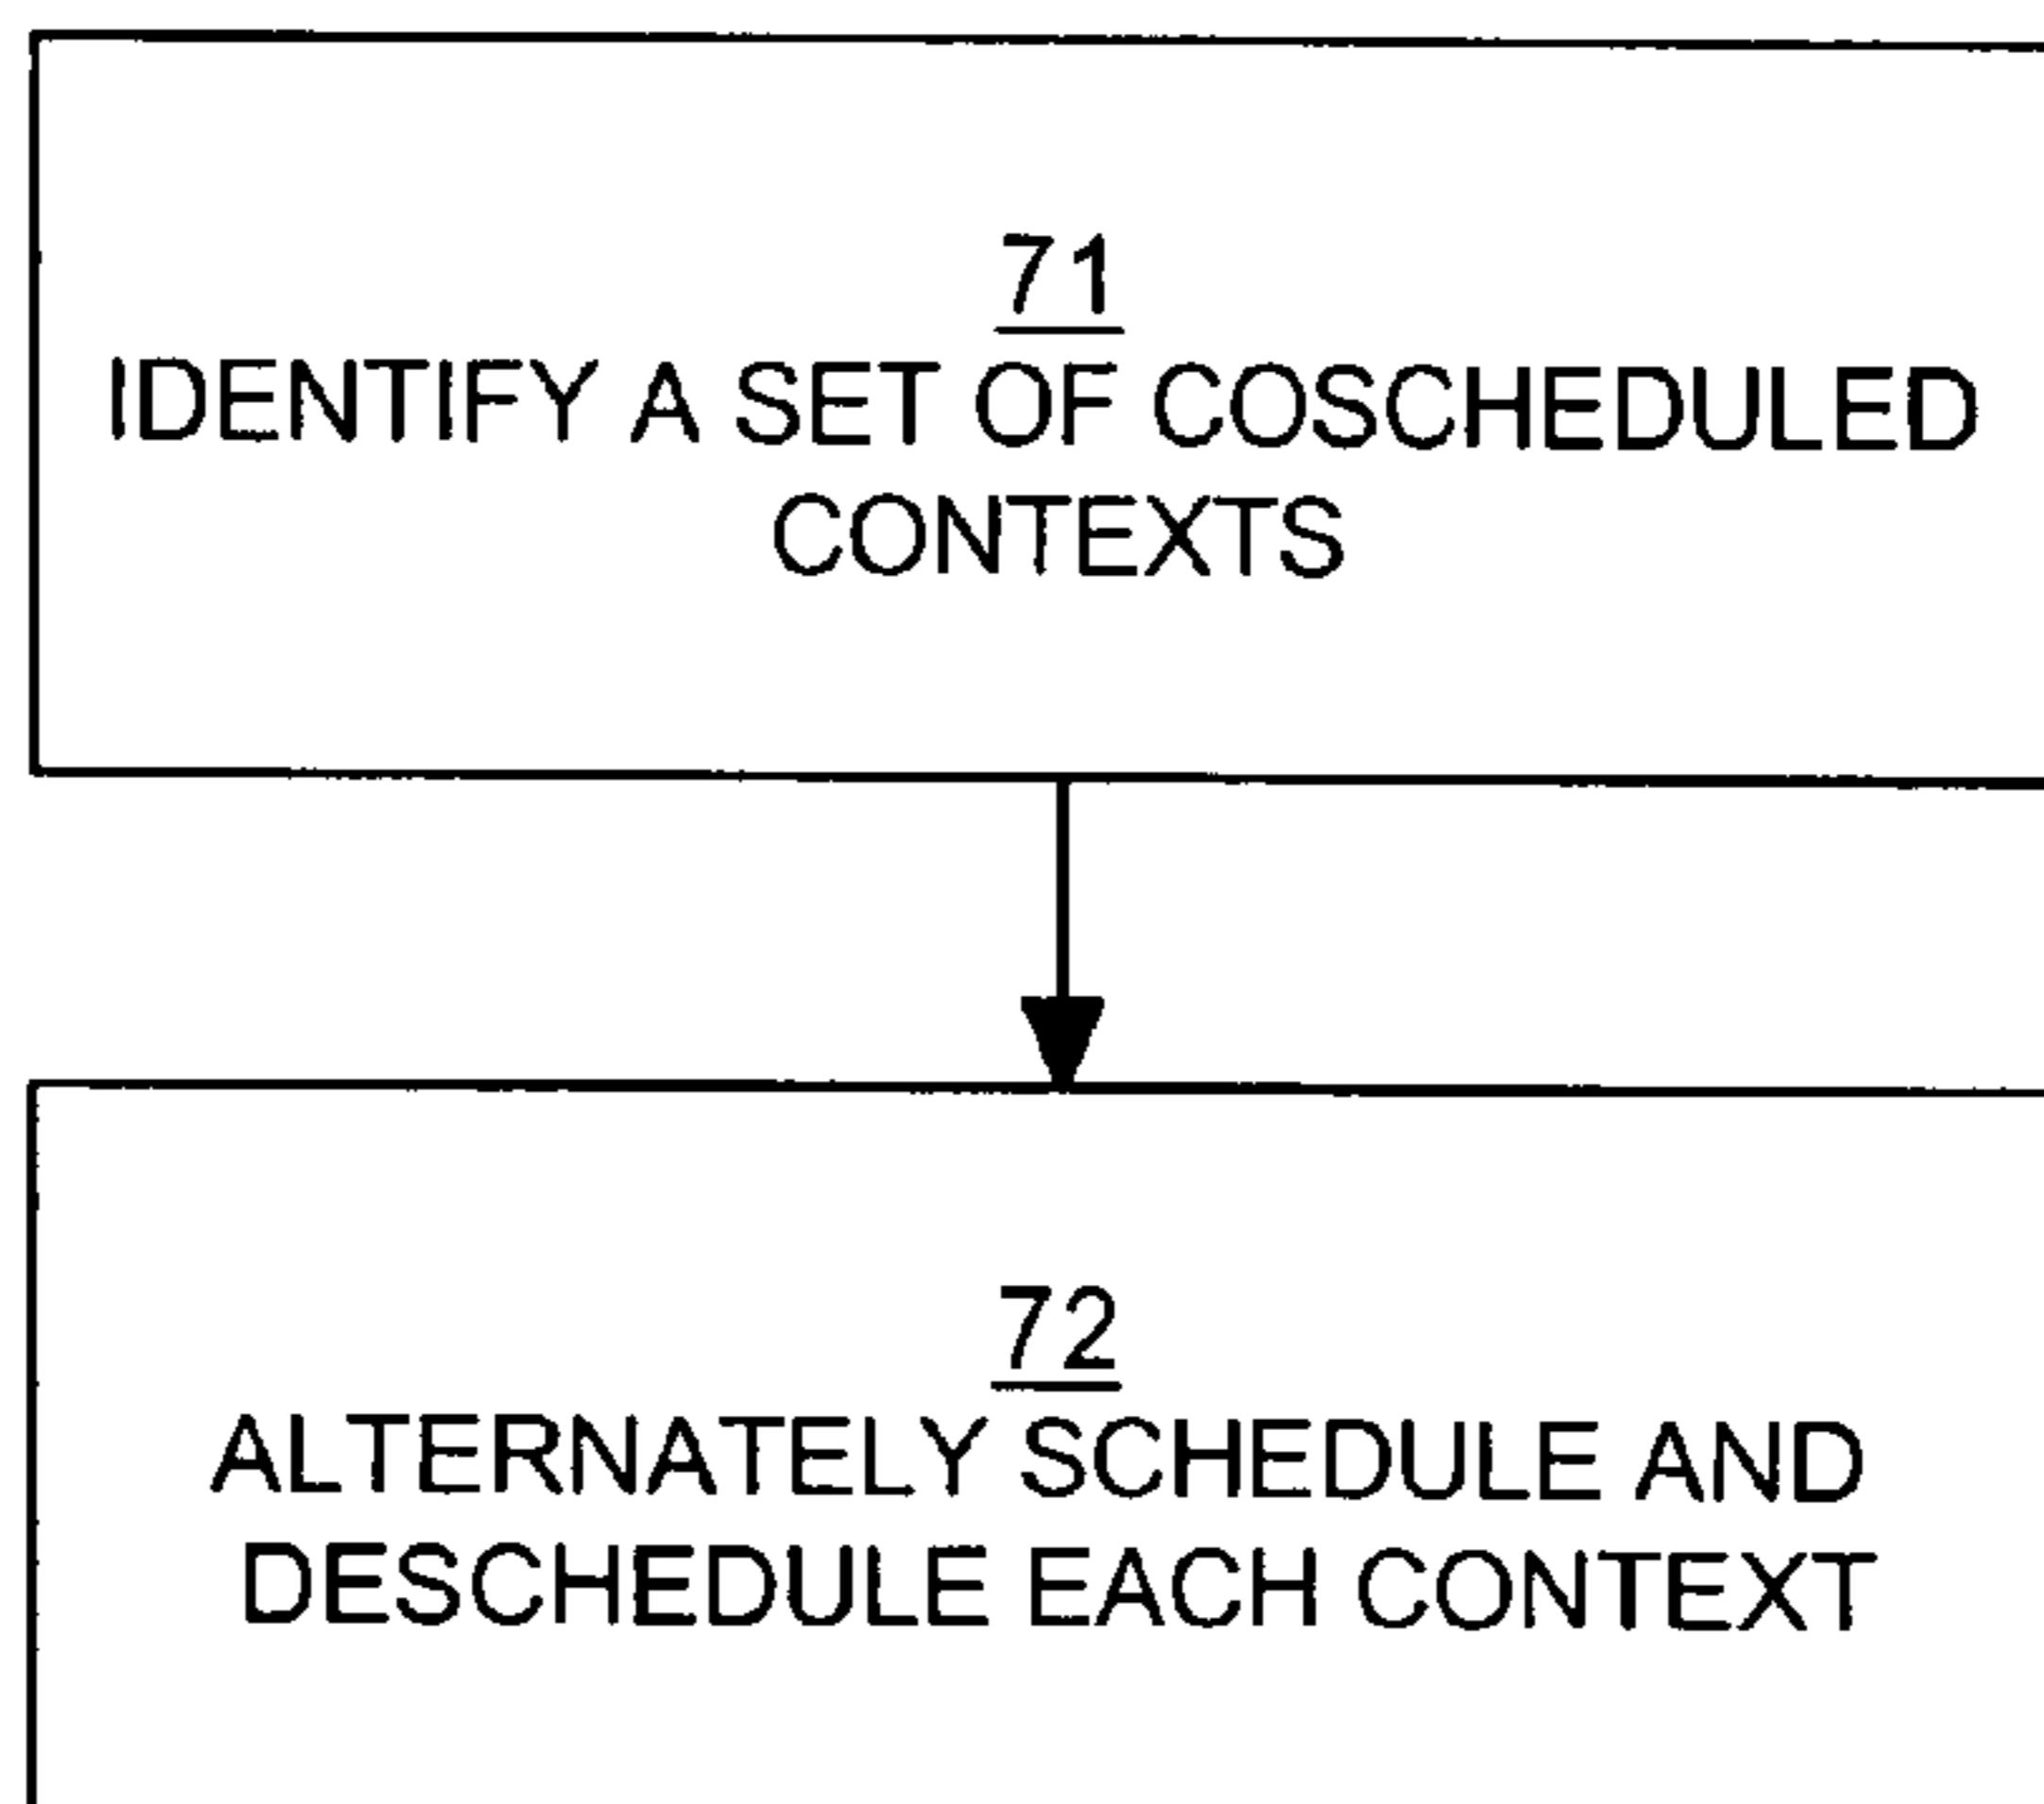 71
IDENTIFY A SET OF COSCHEDULED
CONTEXTS
72
ALTERNATELY SCHEDULE AND
DESCHEDULE EACH CONTEXT